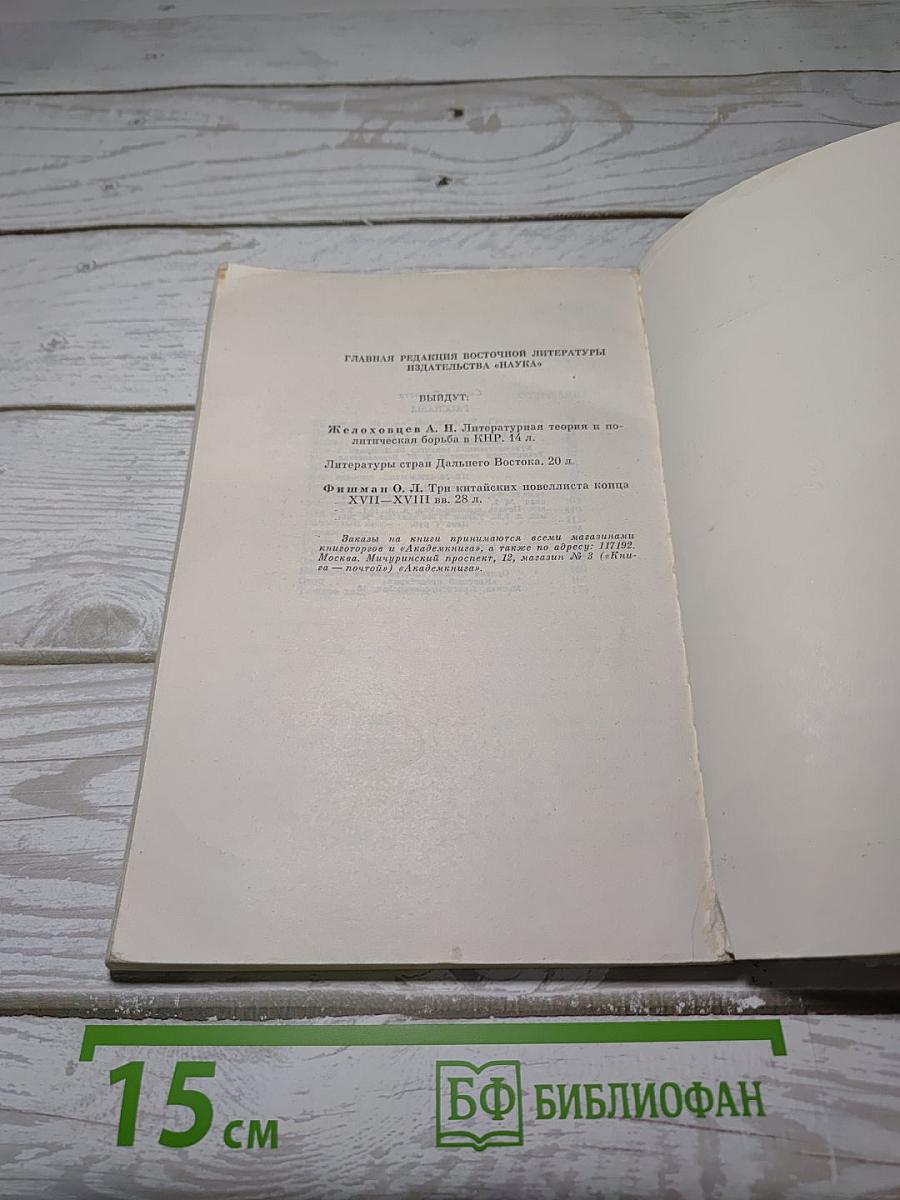 ГЛАВНАЯ РЕДАКЦИЯ ВОСТОЧНОЙ ЛИТЕРАТУРЫ
ИЗДАТЕЛЬСТВА «НАУКА»
ВЫЙДУТ:
Желоховцев А. Н. Литературная теория и по-
литическая борьба в КНР. 14 л.
Литературы стран Дальнего Востока. 20 л.
Фишман О. Л. Три китайских новеллиста конца
XVII—XVIII вв. 28 л.
Заказы на книги принимаются всеми магазинами
книготоргов и «Академкнига», а также по адресу: 117192.
Москва. Мичуринский проспект, 12, магазин № 3 («Кни-
га — почтой») «Академкнига».
15 см
БФ БИБЛИОФАН